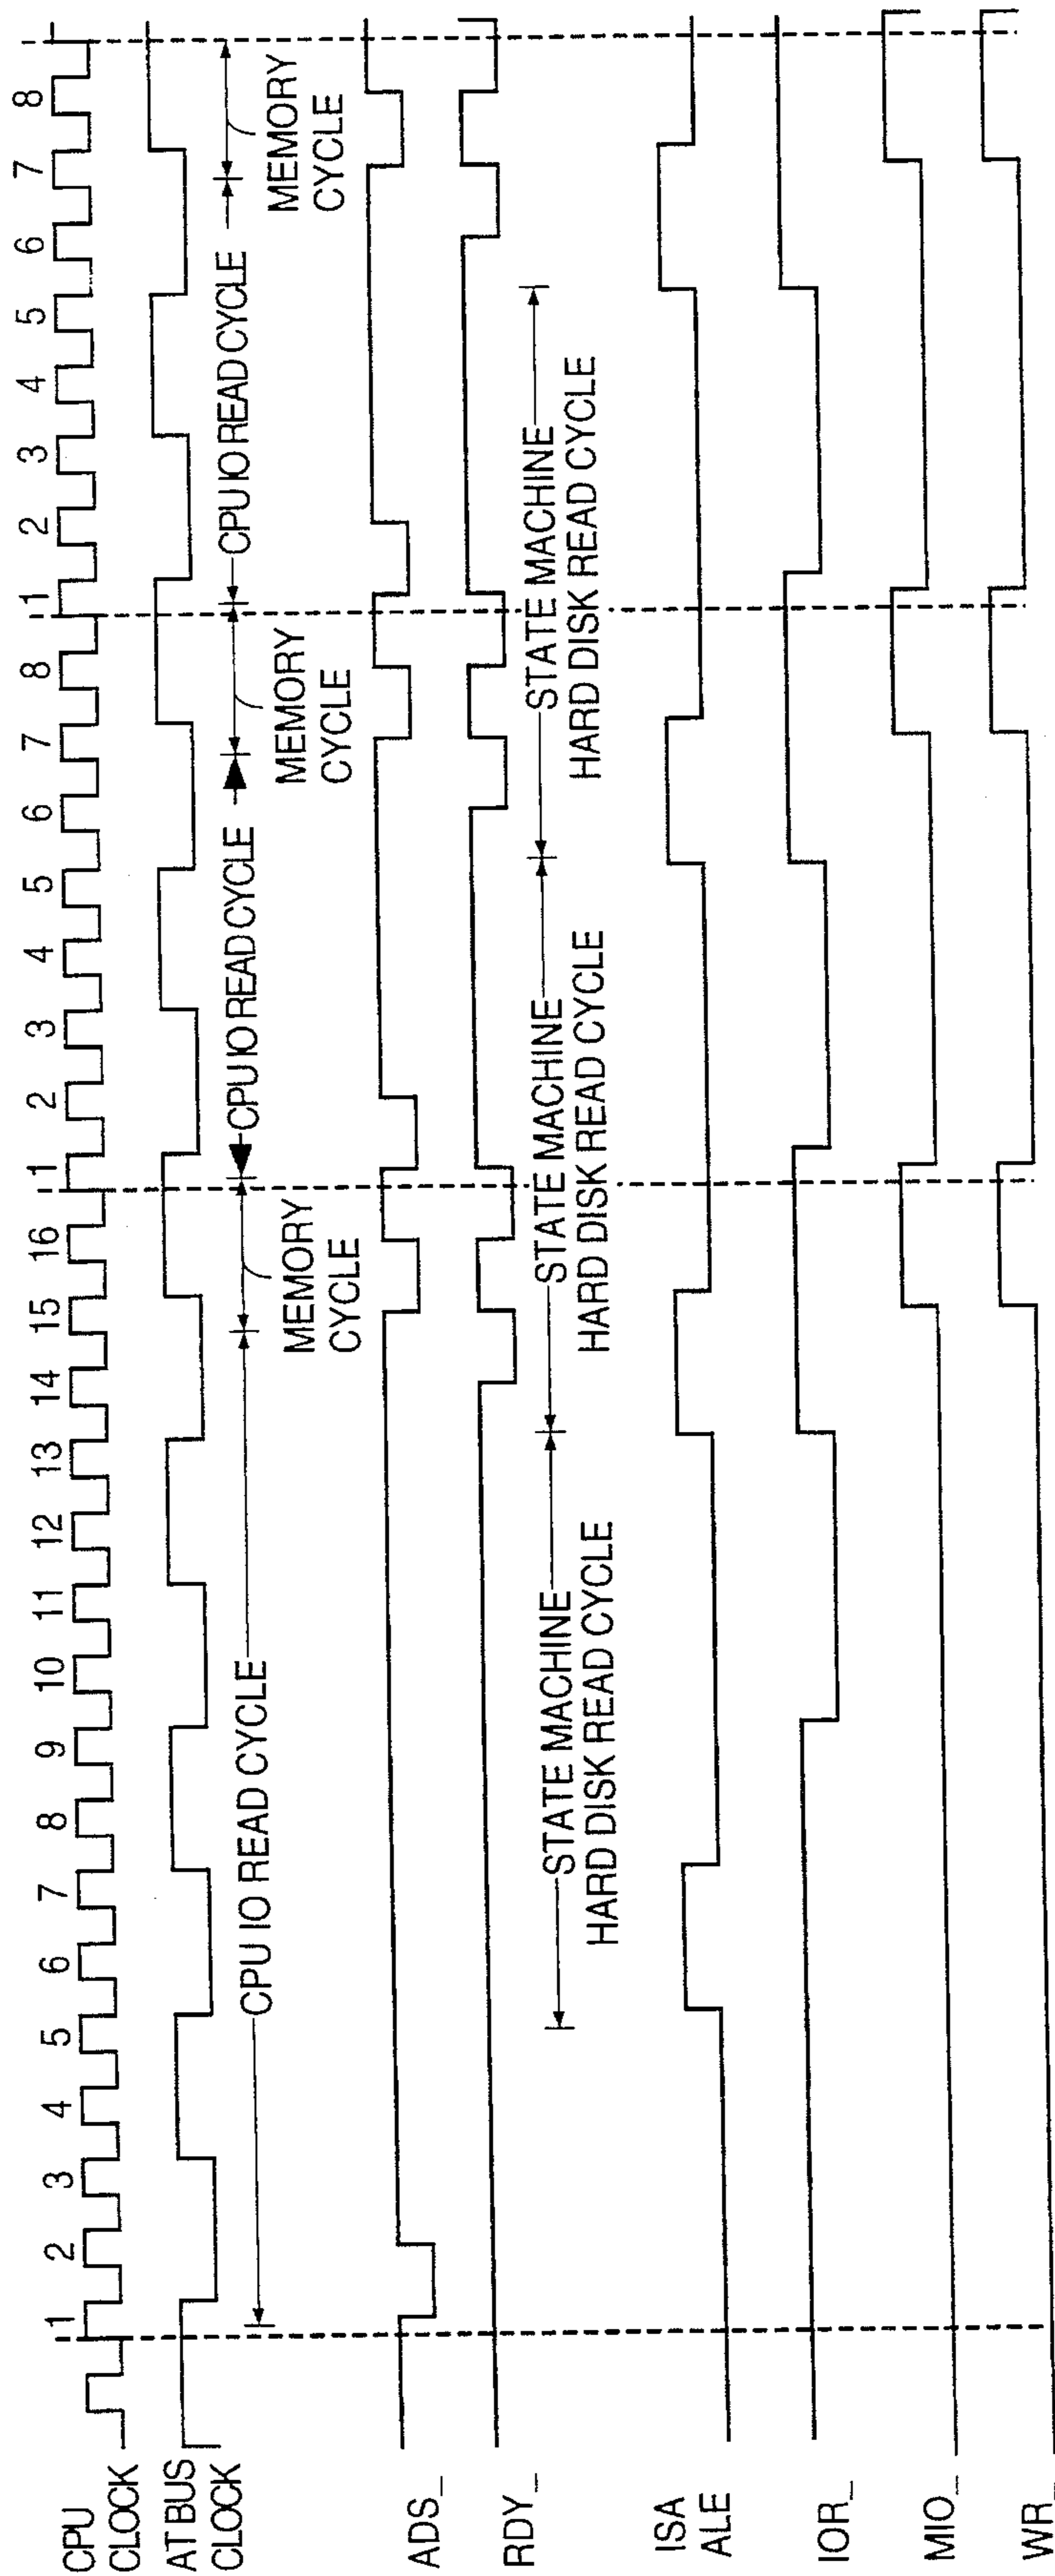 CPU
CLOCK
1 2 3 4 5 6 7 8 9 10 11 12 13 14 15 16 1 2 3 4 5 6 7 8 1 2 3 4 5 6 7 8
AT BUS
CLOCK
CPU IO READ CYCLE
MEMORY
CYCLE
CPU IO READ CYCLE
MEMORY
CYCLE
CPU IO READ CYCLE
MEMORY
CYCLE
ADS_
RDY_
STATE MACHINE
HARD DISK READ CYCLE
STATE MACHINE
HARD DISK READ CYCLE
STATE MACHINE
HARD DISK READ CYCLE
ISA
ALE
IOR_
MIO_
WR_